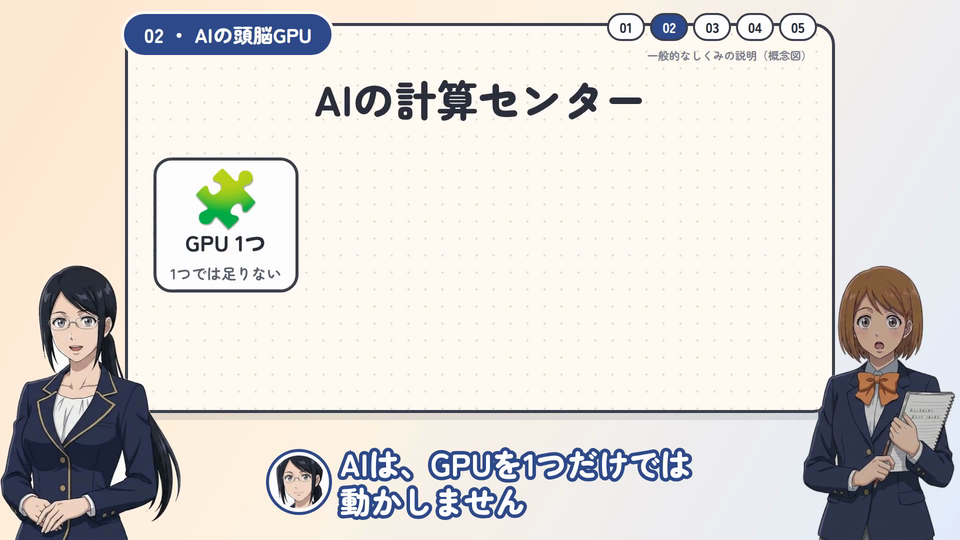 02 ・ AIの頭脳GPU
01 02 03 04 05
一般的なしくみの説明（概念図）
AIの計算センター
GPU 1つ
1つでは足りない
AIは、GPUを1つだけでは
動かしません